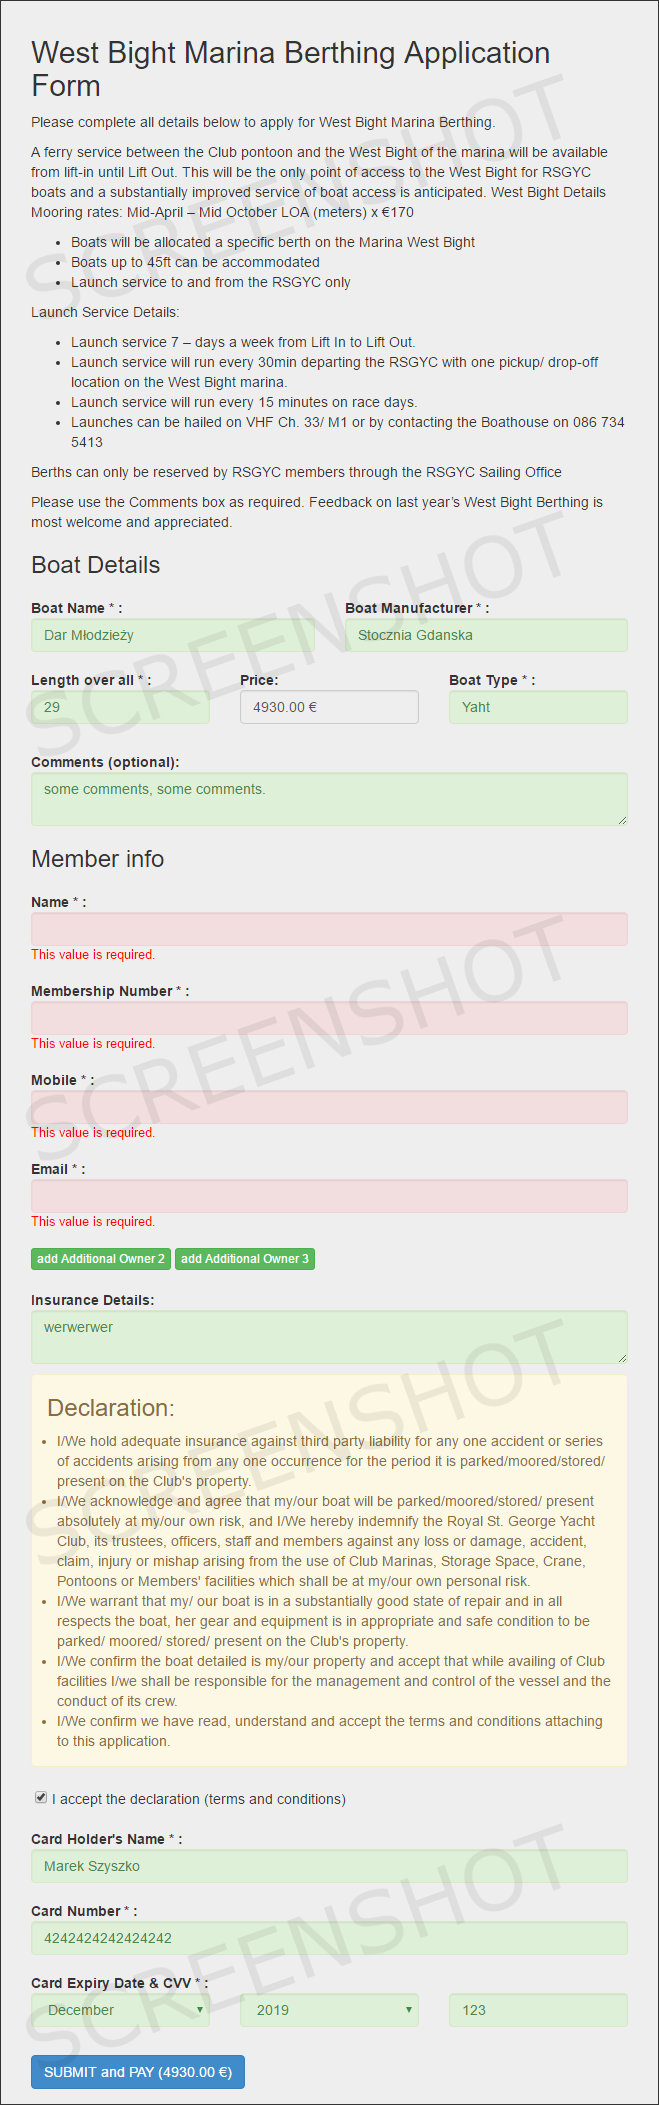 West Bight Marina Berthing Application
Form
Please complete all details below to apply for West Bight Marina Berthing.
A ferry service between the Club pontoon and the West Bight of the marina will be available
from lift-in until Lift Out. This will be the only point of access to the West Bight for RSGYC
boats and a substantially improved service of boat access is anticipated. West Bight Details
Mooring rates: Mid-April – Mid October LOA (meters) x €170
• Boats will be allocated a specific berth on the Marina West Bight
• Boats up to 45ft can be accommodated
• Launch service to and from the RSGYC only
Launch Service Details:
• Launch service 7 – days a week from Lift In to Lift Out.
• Launch service will run every 30min departing the RSGYC with one pickup/ drop-off
location on the West Bight marina.
• Launch service will run every 15 minutes on race days.
• Launches can be hailed on VHF Ch. 33/ M1 or by contacting the Boathouse on 086 734
5413
Berths can only be reserved by RSGYC members through the RSGYC Sailing Office
Please use the Comments box as required. Feedback on last year’s West Bight Berthing is
most welcome and appreciated.
SCREENSHOT
Boat Details
Boat Name * : Boat Manufacturer * :
Dar Młodzieży Stocznia Gdanska
Length over all * : Price: Boat Type * :
29 4930.00 € Yaht
SCREENSHOT
Comments (optional):
some comments, some comments.
Member info
Name * :
This value is required.
Membership Number * :
This value is required.
Mobile * :
This value is required.
SCREENSHOT
Email * :
This value is required.
add Additional Owner 2 add Additional Owner 3
Insurance Details:
werwerwer
Declaration:
• I/We hold adequate insurance against third party liability for any one accident or series
of accidents arising from any one occurrence for the period it is parked/moored/stored/
present on the Club's property.
• I/We acknowledge and agree that my/our boat will be parked/moored/stored/ present
absolutely at my/our own risk, and I/We hereby indemnify the Royal St. George Yacht
Club, its trustees, officers, staff and members against any loss or damage, accident,
claim, injury or mishap arising from the use of Club Marinas, Storage Space, Crane,
Pontoons or Members' facilities which shall be at my/our own personal risk.
• I/We warrant that my/ our boat is in a substantially good state of repair and in all
respects the boat, her gear and equipment is in appropriate and safe condition to be
parked/ moored/ stored/ present on the Club's property.
• I/We confirm the boat detailed is my/our property and accept that while availing of Club
facilities I/we shall be responsible for the management and control of the vessel and the
conduct of its crew.
• I/We confirm we have read, understand and accept the terms and conditions attaching
to this application.
SCREENSHOT
I accept the declaration (terms and conditions)
Card Holder's Name * :
Marek Szyszko
Card Number * :
4242424242424242
Card Expiry Date & CVV * :
December 2019 123
SCREENSHOT
SUBMIT and PAY (4930.00 €)